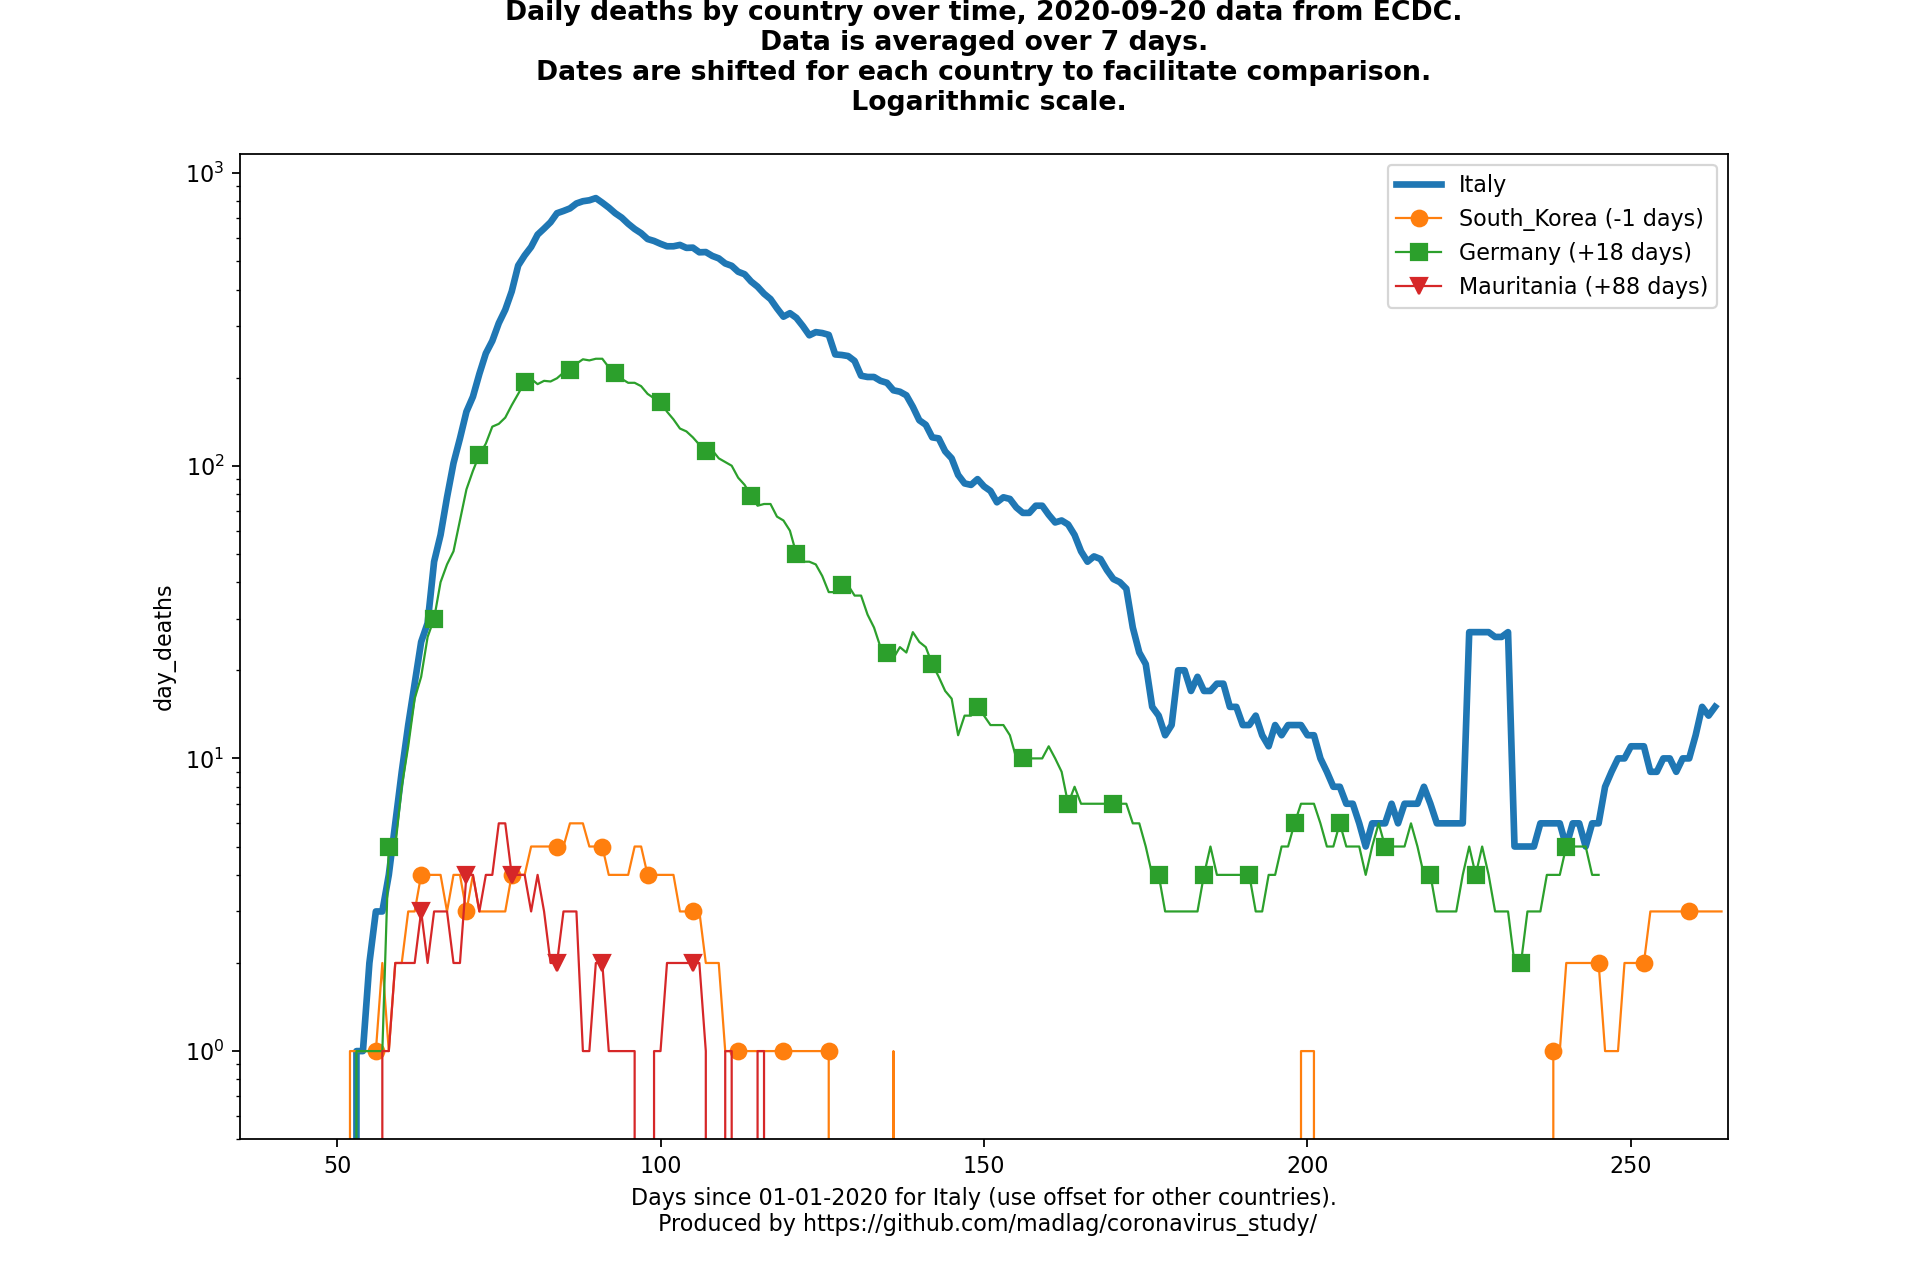 Daily deaths by country over time, 2020-09-20 data from ECDC.
Data is averaged over 7 days.
Dates are shifted for each country to facilitate comparison.
Logarithmic scale.
10³
10²
10¹
10⁰
day_deaths
Italy
South_Korea (-1 days)
Germany (+18 days)
Mauritania (+88 days)
50 100 150 200 250
Days since 01-01-2020 for Italy (use offset for other countries).
Produced by https://github.com/madlag/coronavirus_study/